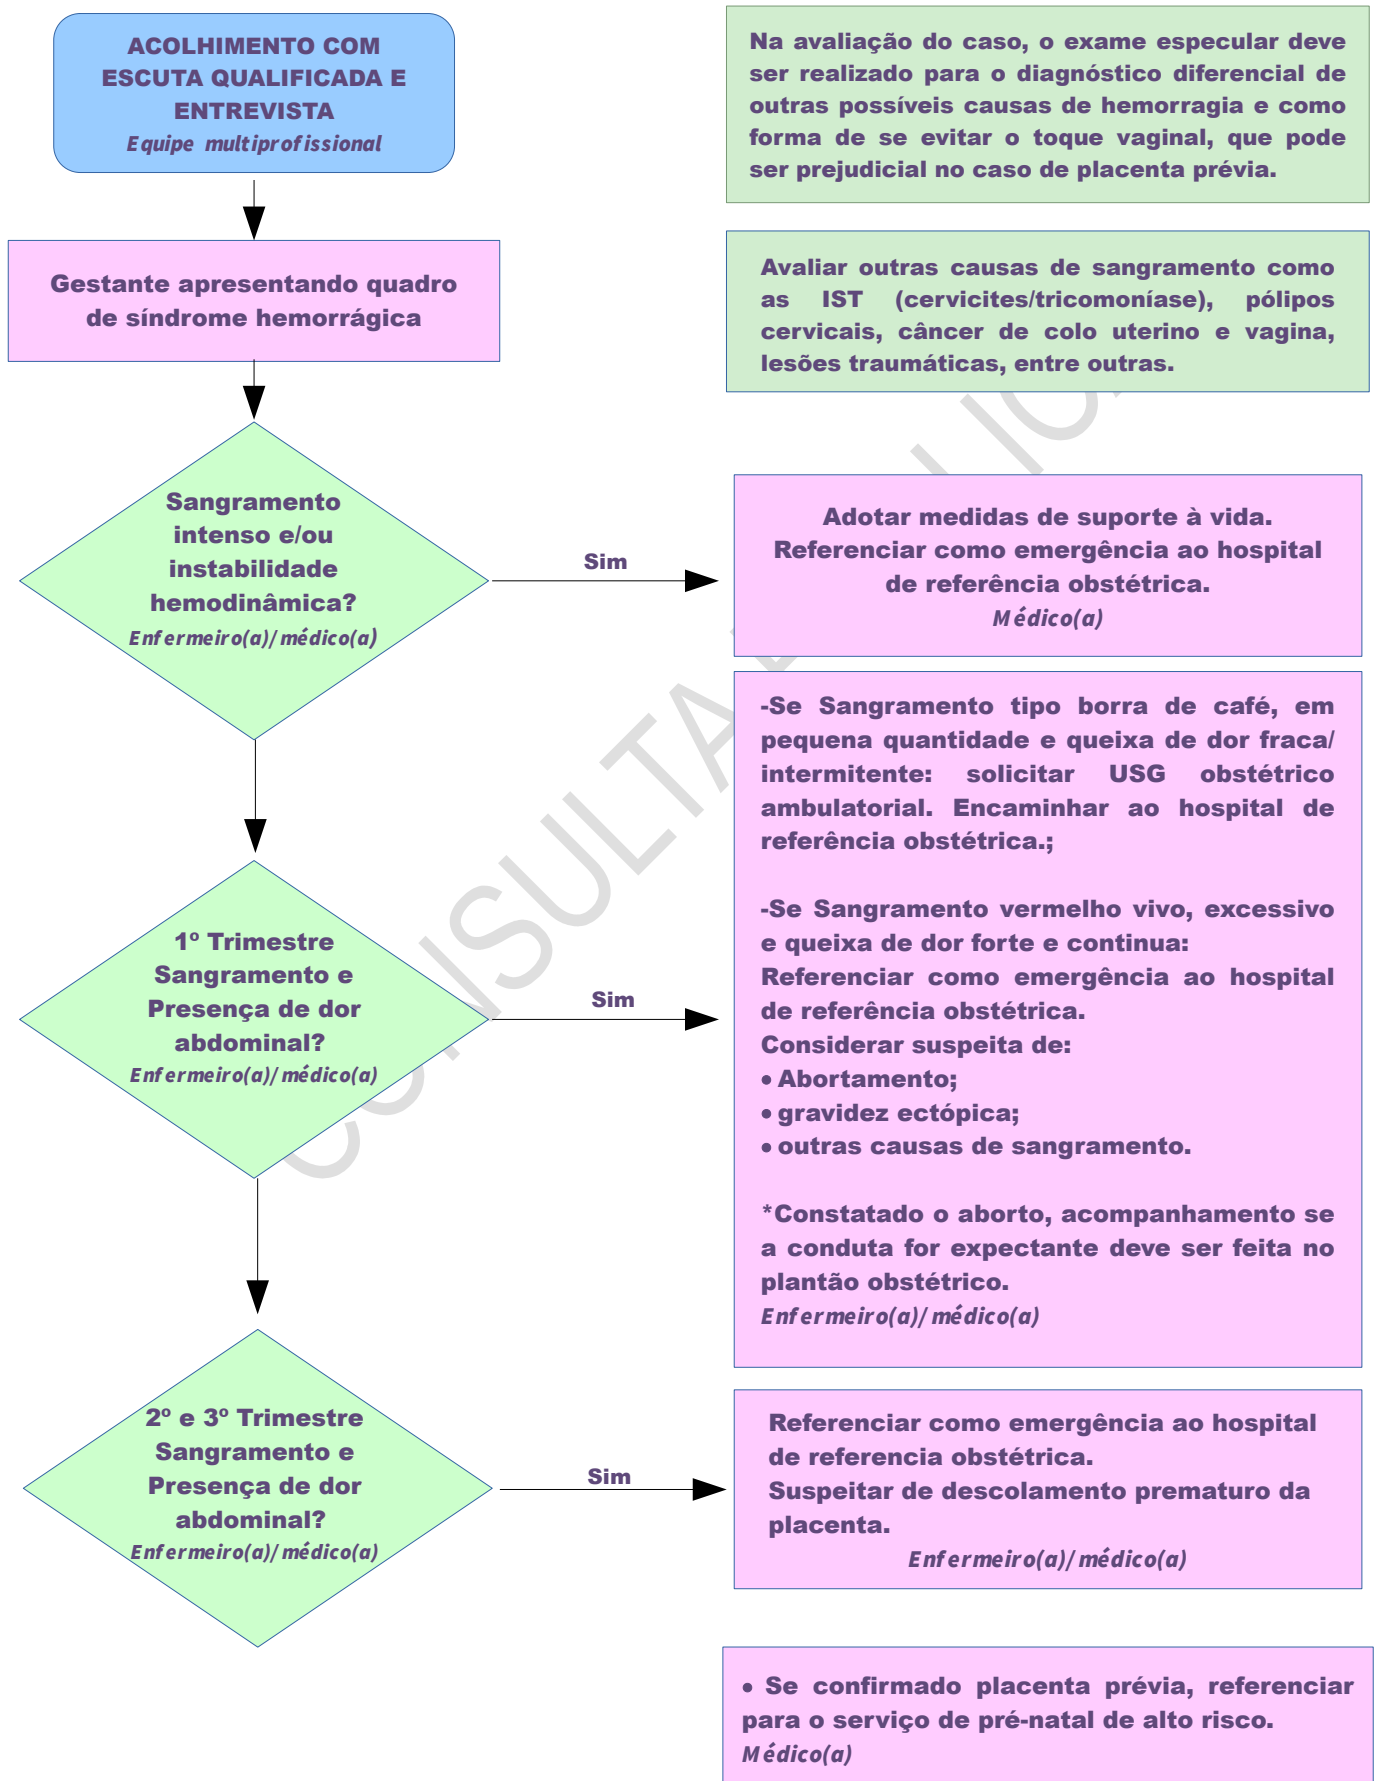 ACOLHIMENTO COM
ESCUTA QUALIFICADA E
ENTREVISTA
Equipe multiprofissional
Na avaliação do caso, o exame especular deve
ser realizado para o diagnóstico diferencial de
outras possíveis causas de hemorragia e como
forma de se evitar o toque vaginal, que pode
ser prejudicial no caso de placenta prévia.
Gestante apresentando quadro
de síndrome hemorrágica
Avaliar outras causas de sangramento como
as IST (cervicites/tricomoníase), pólipos
cervicais, câncer de colo uterino e vagina,
lesões traumáticas, entre outras.
Sangramento
intenso e/ou
instabilidade
hemodinâmica?
Enfermeiro(a)/médico(a)
Sim
Adotar medidas de suporte à vida.
Referenciar como emergência ao hospital
de referência obstétrica.
Médico(a)
1º Trimestre
Sangramento e
Presença de dor
abdominal?
Enfermeiro(a)/médico(a)
Sim
-Se Sangramento tipo borra de café, em
pequena quantidade e queixa de dor fraca/
intermitente: solicitar USG obstétrico
ambulatorial. Encaminhar ao hospital de
referência obstétrica.;
-Se Sangramento vermelho vivo, excessivo
e queixa de dor forte e continua:
Referenciar como emergência ao hospital
de referência obstétrica.
Considerar suspeita de:
• Abortamento;
• gravidez ectópica;
• outras causas de sangramento.
*Constatado o aborto, acompanhamento se
a conduta for expectante deve ser feita no
plantão obstétrico.
Enfermeiro(a)/médico(a)
2º e 3º Trimestre
Sangramento e
Presença de dor
abdominal?
Enfermeiro(a)/médico(a)
Sim
Referenciar como emergência ao hospital
de referencia obstétrica.
Suspeitar de descolamento prematuro da
placenta.
Enfermeiro(a)/médico(a)
• Se confirmado placenta prévia, referenciar
para o serviço de pré-natal de alto risco.
Médico(a)
CONSULTA